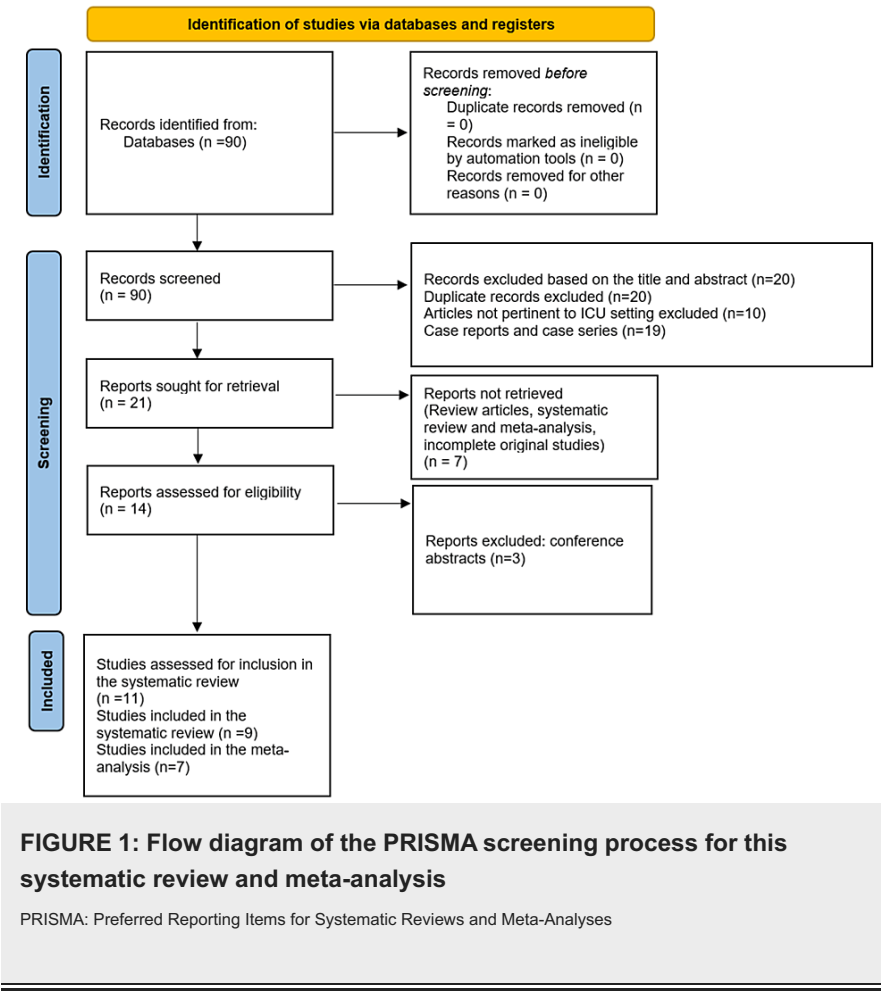 Identification of studies via databases and registers
Identification
Records identified from:
Databases (n =90)
Records removed before
screening:
Duplicate records removed (n
= 0)
Records marked as ineligible
by automation tools (n = 0)
Records removed for other
reasons (n = 0)
Screening
Records screened
(n = 90)
Records excluded based on the title and abstract (n=20)
Duplicate records excluded (n=20)
Articles not pertinent to ICU setting excluded (n=10)
Case reports and case series (n=19)
Reports sought for retrieval
(n = 21)
Reports not retrieved
(Review articles, systematic
review and meta-analysis,
incomplete original studies)
(n = 7)
Reports assessed for eligibility
(n = 14)
Reports excluded: conference
abstracts (n=3)
Included
Studies assessed for inclusion in
the systematic review
(n =11)
Studies included in the
systematic review (n =9)
Studies included in the meta-
analysis (n=7)
FIGURE 1: Flow diagram of the PRISMA screening process for this
systematic review and meta-analysis
PRISMA: Preferred Reporting Items for Systematic Reviews and Meta-Analyses